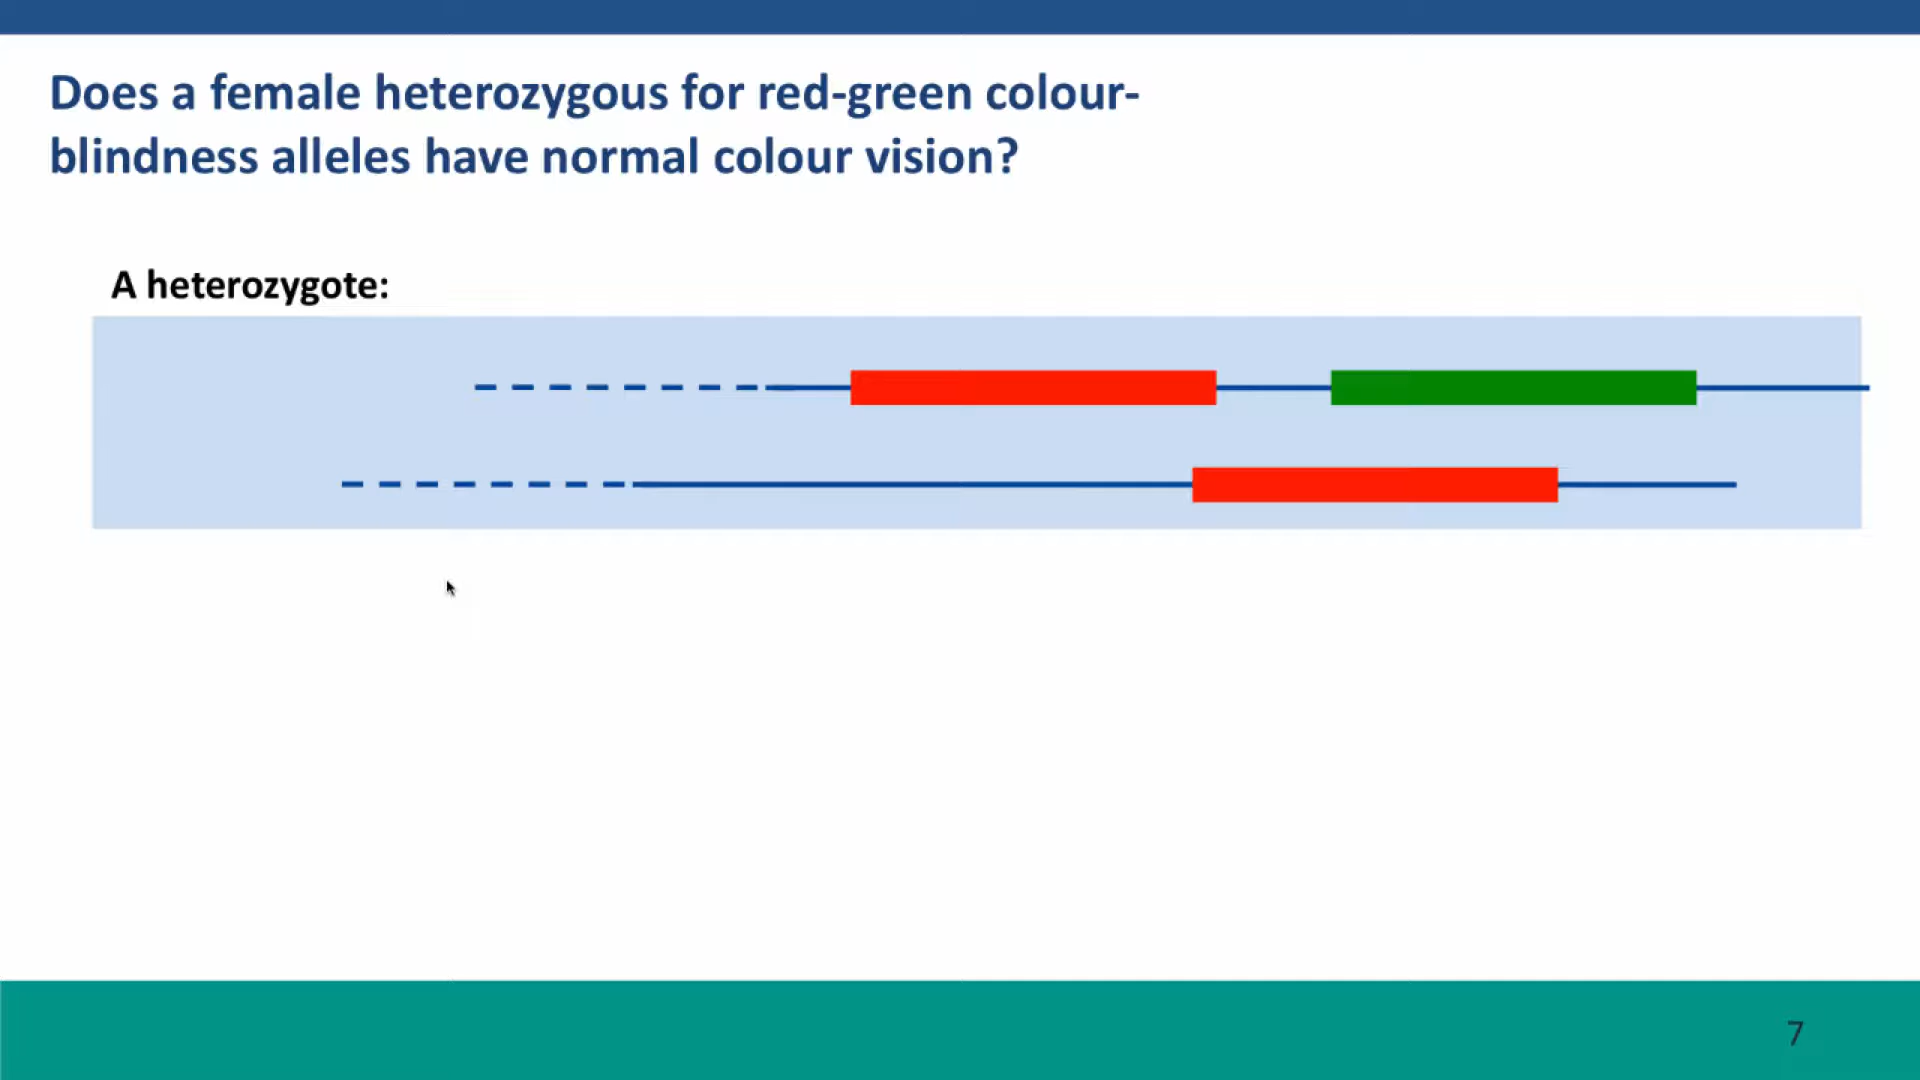 Does a female heterozygous for red-green colour-
blindness alleles have normal colour vision?
A heterozygote:
7